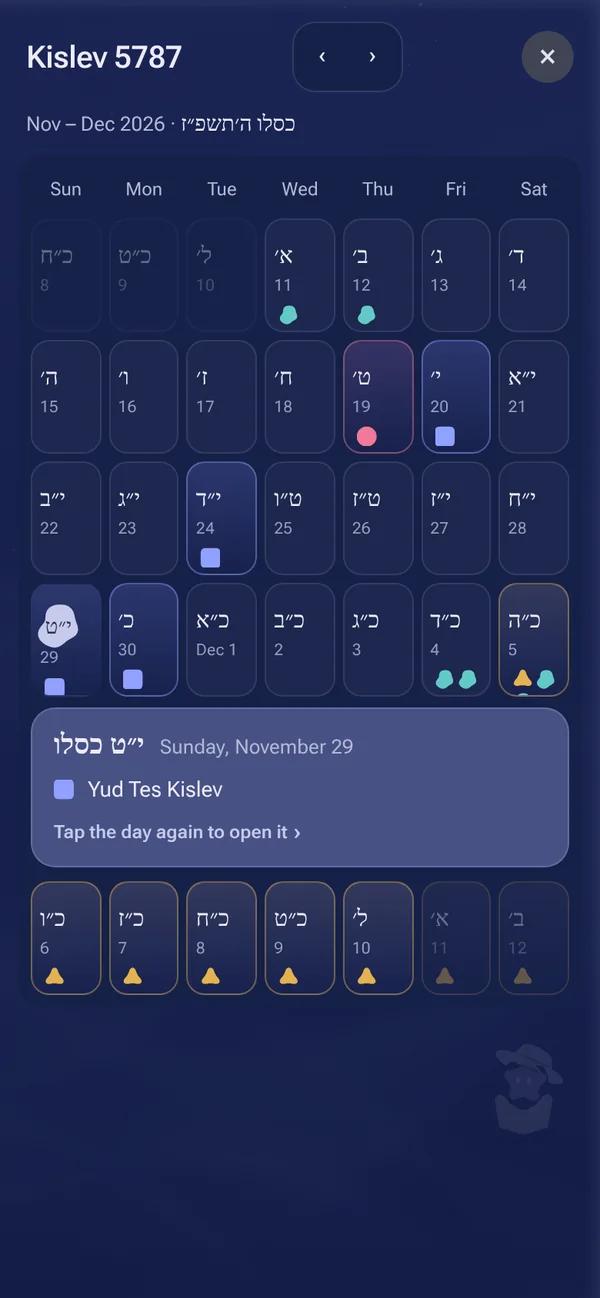 Kislev 5787 ‹ › ✕
Nov – Dec 2026 · כסלו ה׳תשפ״ז
Sun Mon Tue Wed Thu Fri Sat
כ״ח כ״ט ל׳ א׳ ב׳ ג׳ ד׳
8 9 10 11 12 13 14
ה׳ ו׳ ז׳ ח׳ ט׳ י׳ י״א
15 16 17 18 19 20 21
י״ב י״ג י״ד ט״ו ט״ז י״ז י״ח
22 23 24 25 26 27 28
י״ט כ׳ כ״א כ״ב כ״ג כ״ד כ״ה
29 30 Dec 1 2 3 4 5
י״ט כסלו Sunday, November 29
Yud Tes Kislev
Tap the day again to open it ›
כ״ו כ״ז כ״ח כ״ט ל׳ א׳ ב׳
6 7 8 9 10 11 12